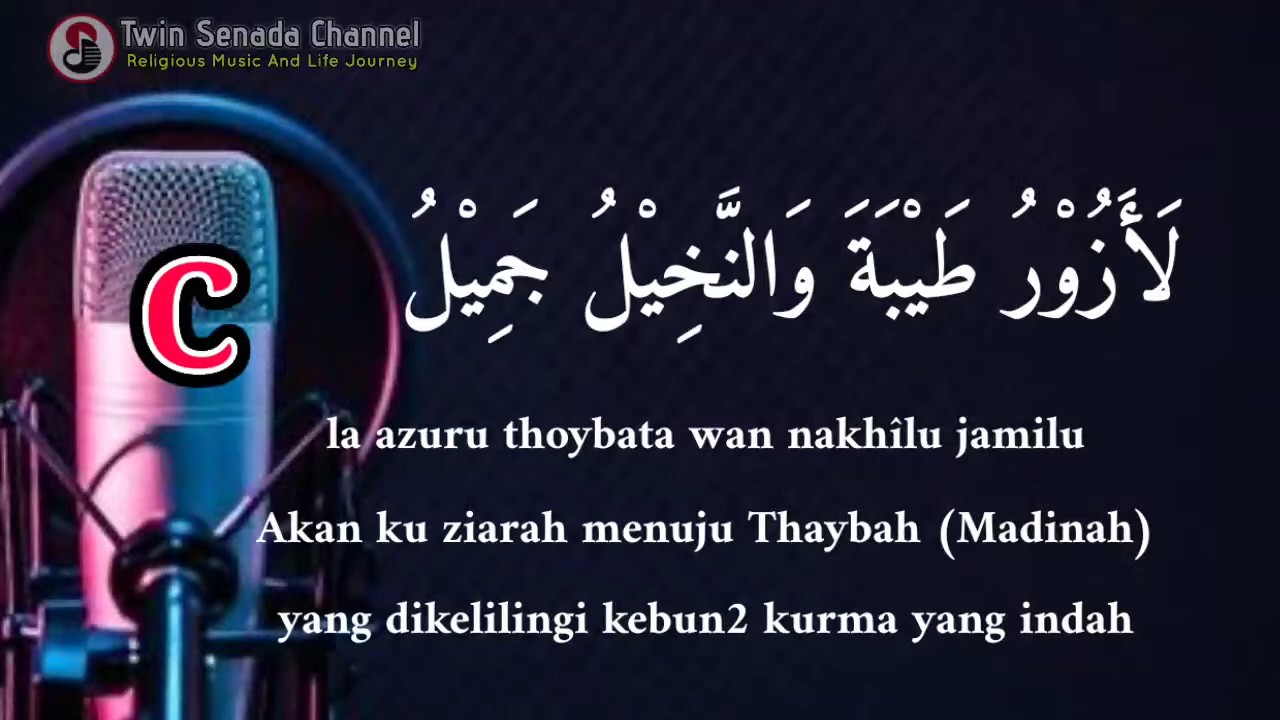 Twin Senada Channel
Religious Music And Life Journey
C
لَأَزُوْرُ طَيْبَةَ وَالنَّخِيْلُ جَمِيْلُ
la azuru thoybata wan nakhîlu jamilu
Akan ku ziarah menuju Thaybah (Madinah)
yang dikelilingi kebun2 kurma yang indah